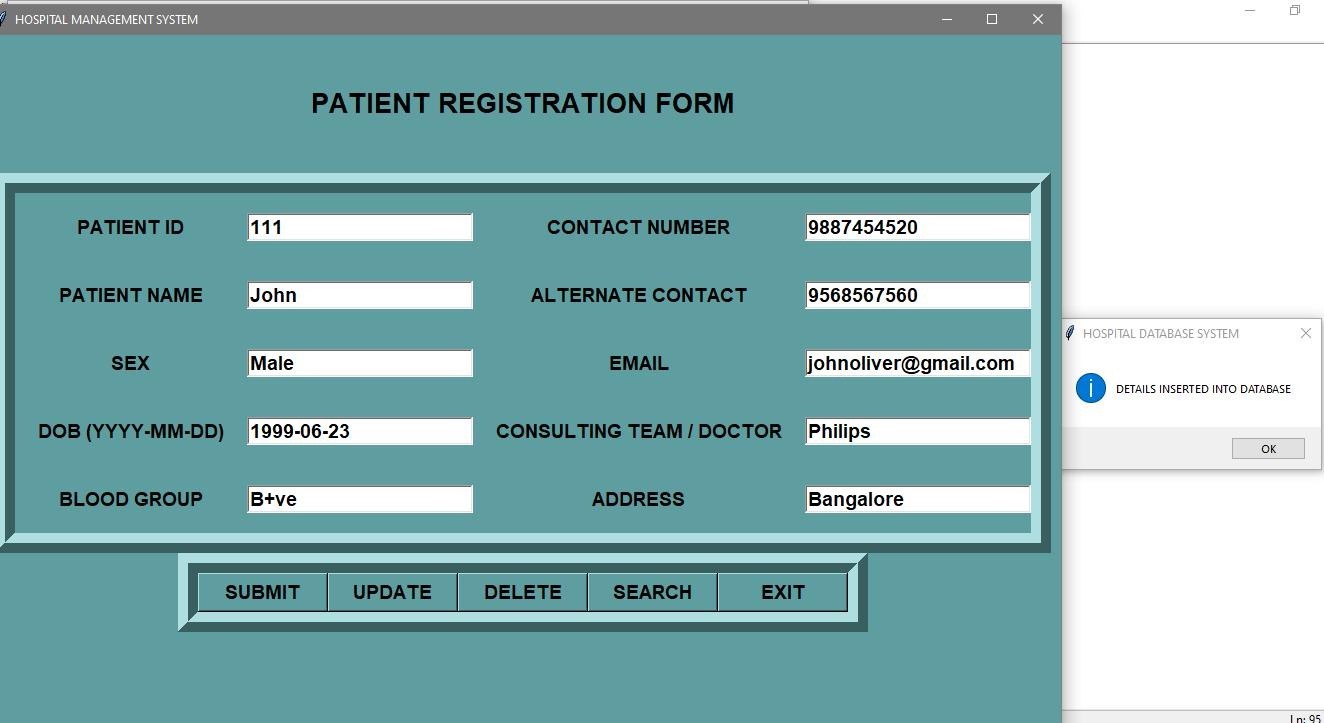 HOSPITAL MANAGEMENT SYSTEM
PATIENT REGISTRATION FORM
PATIENT ID 111 CONTACT NUMBER 9887454520
PATIENT NAME John ALTERNATE CONTACT 9568567560
SEX Male EMAIL johnoliver@gmail.com
DOB (YYYY-MM-DD) 1999-06-23 CONSULTING TEAM / DOCTOR Philips
BLOOD GROUP B+ve ADDRESS Bangalore
SUBMIT UPDATE DELETE SEARCH EXIT
HOSPITAL DATABASE SYSTEM
DETAILS INSERTED INTO DATABASE
OK
Ln: 95